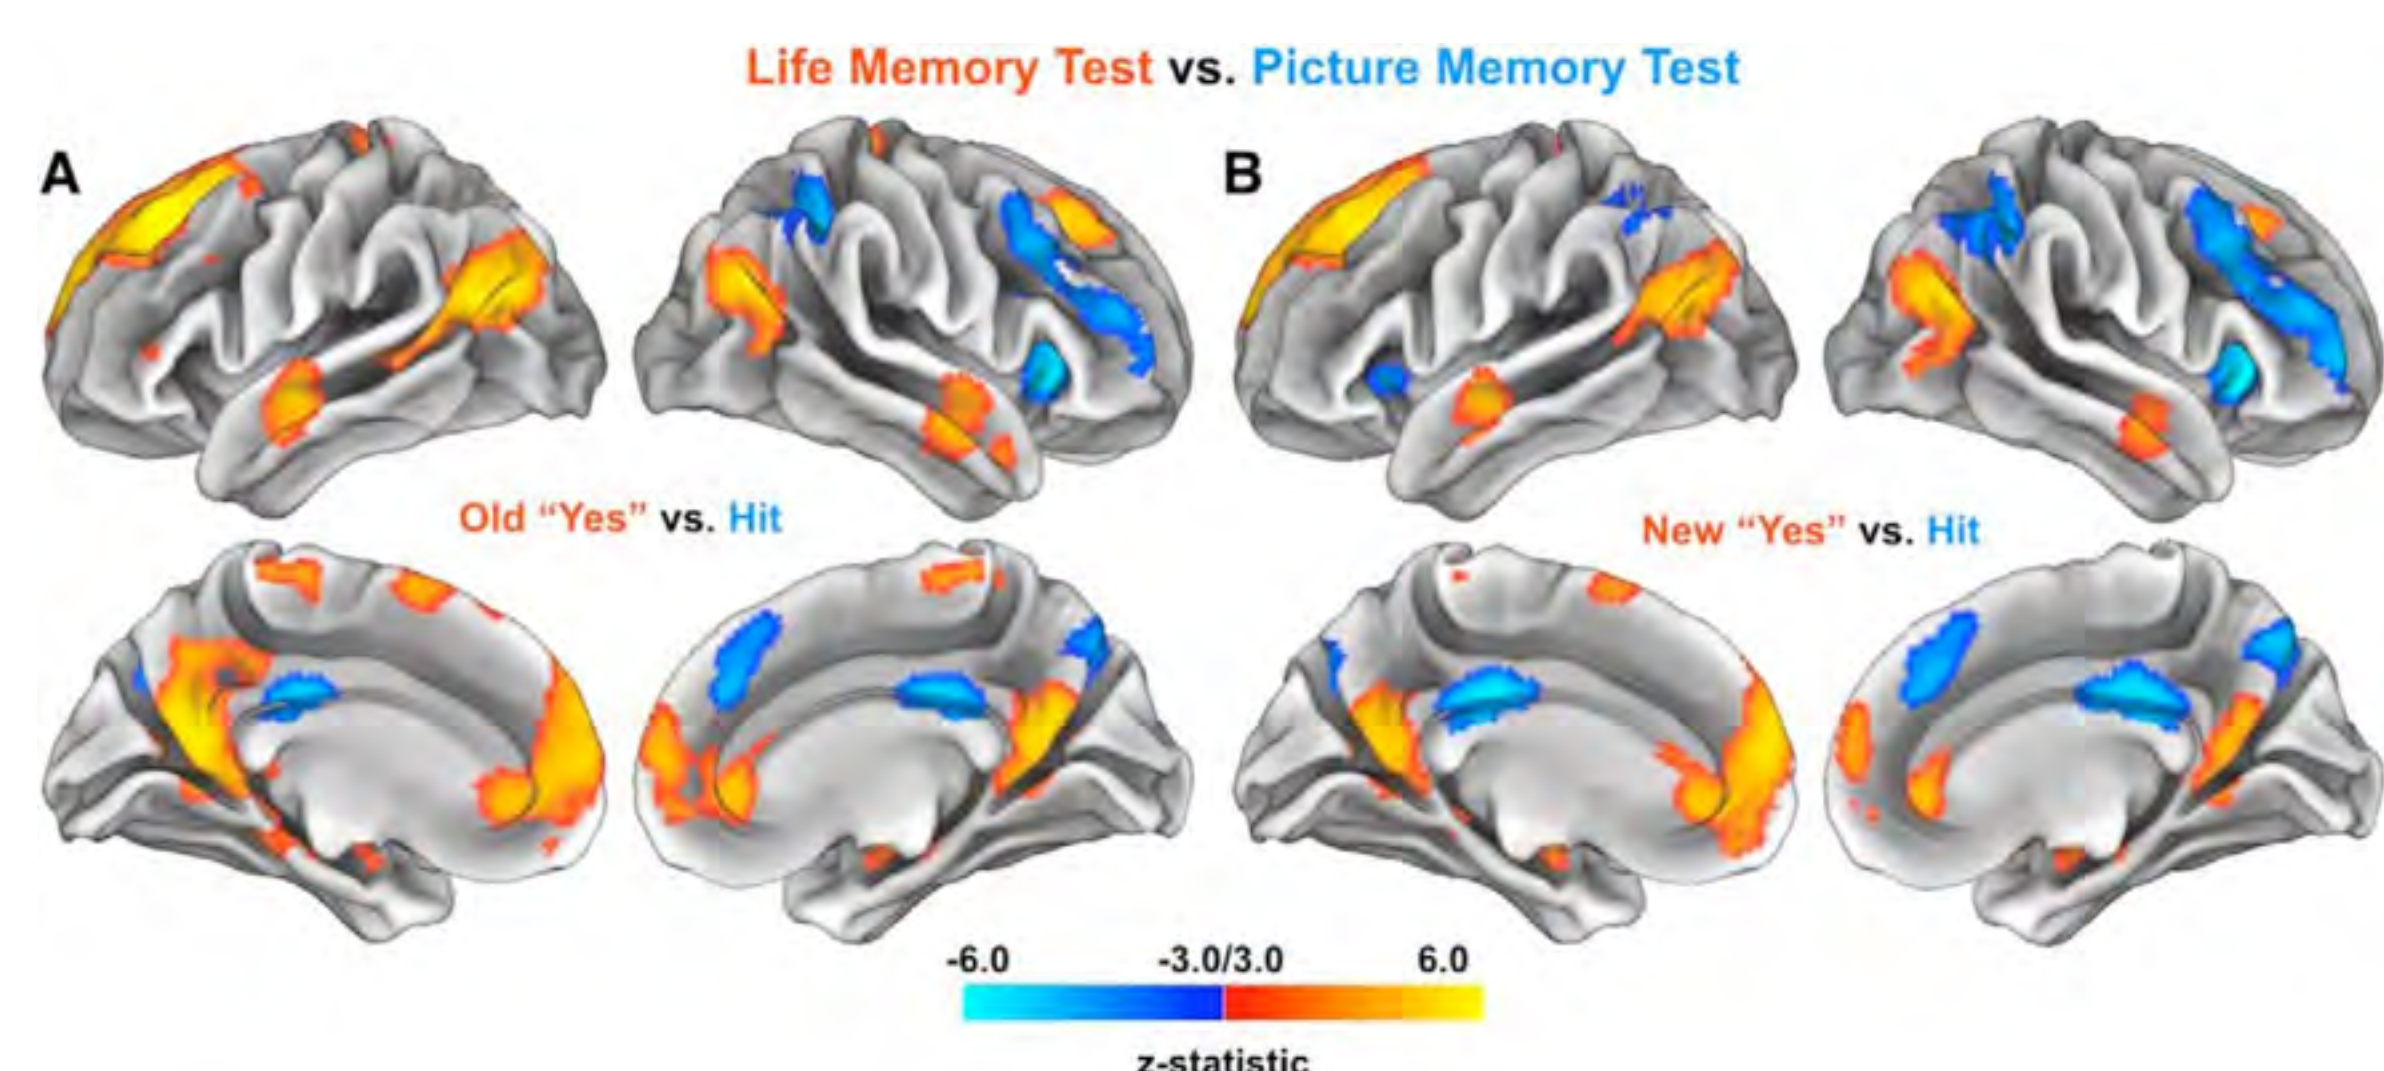 Life Memory Test vs. Picture Memory Test
A
B
Old “Yes” vs. Hit
New “Yes” vs. Hit
-6.0 -3.0/3.0 6.0
z-statistic